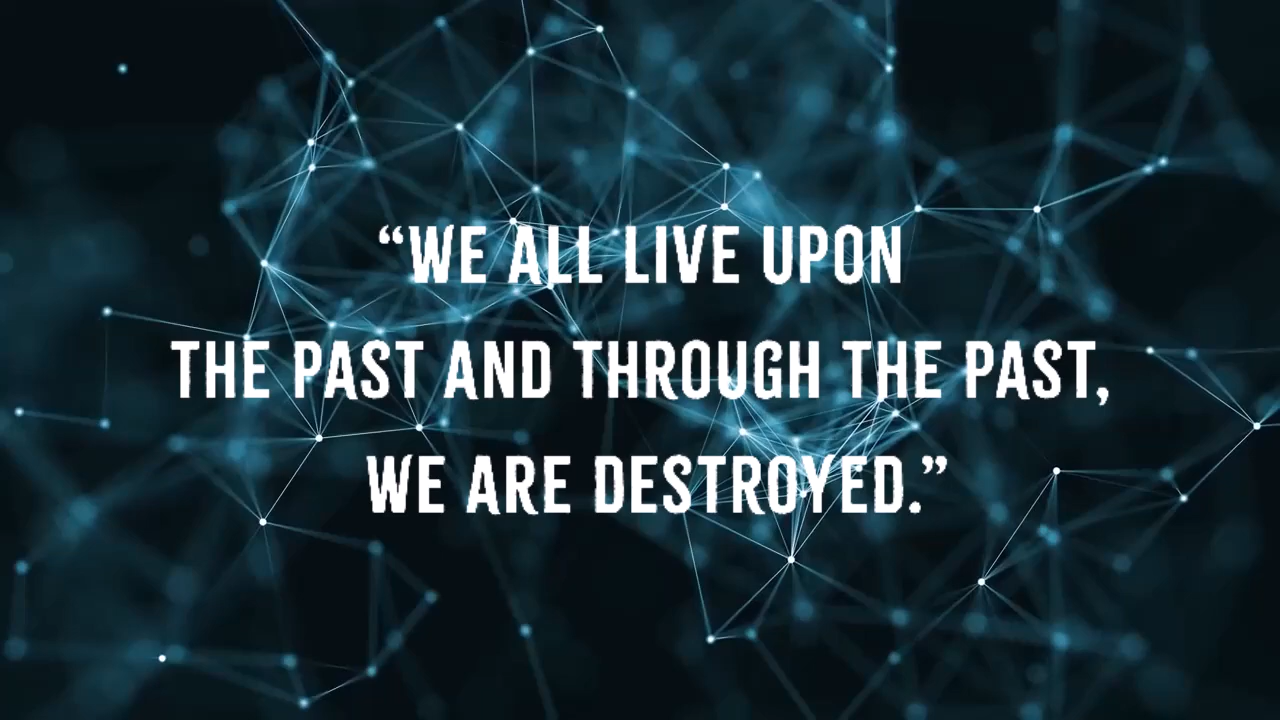 “WE ALL LIVE UPON
THE PAST AND THROUGH THE PAST,
WE ARE DESTROYED.”